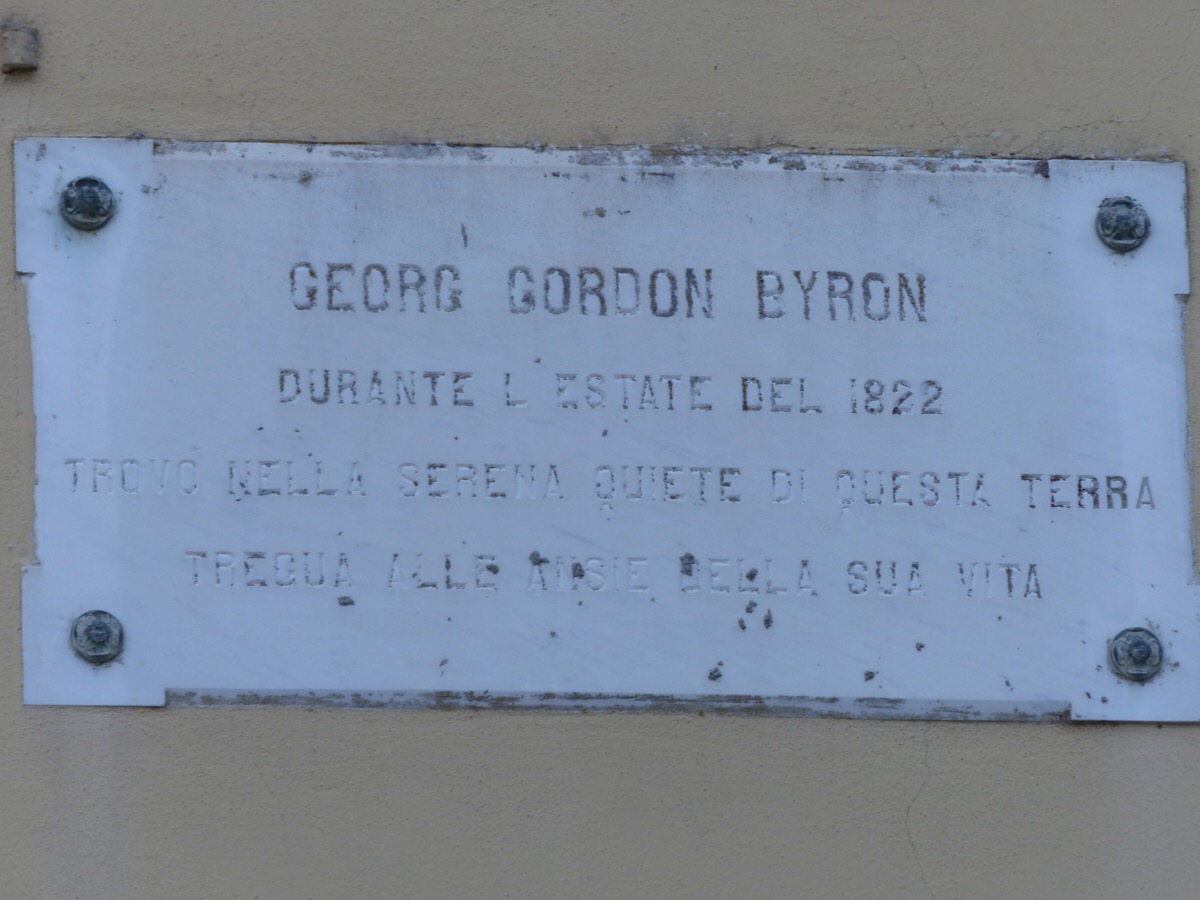 GEORG GORDON BYRON
DURANTE L ESTATE DEL 1822
TROVO' NELLA SERENA QUIETE DI QUESTA TERRA
TREGUA ALLE ANSIE DELLA SUA VITA